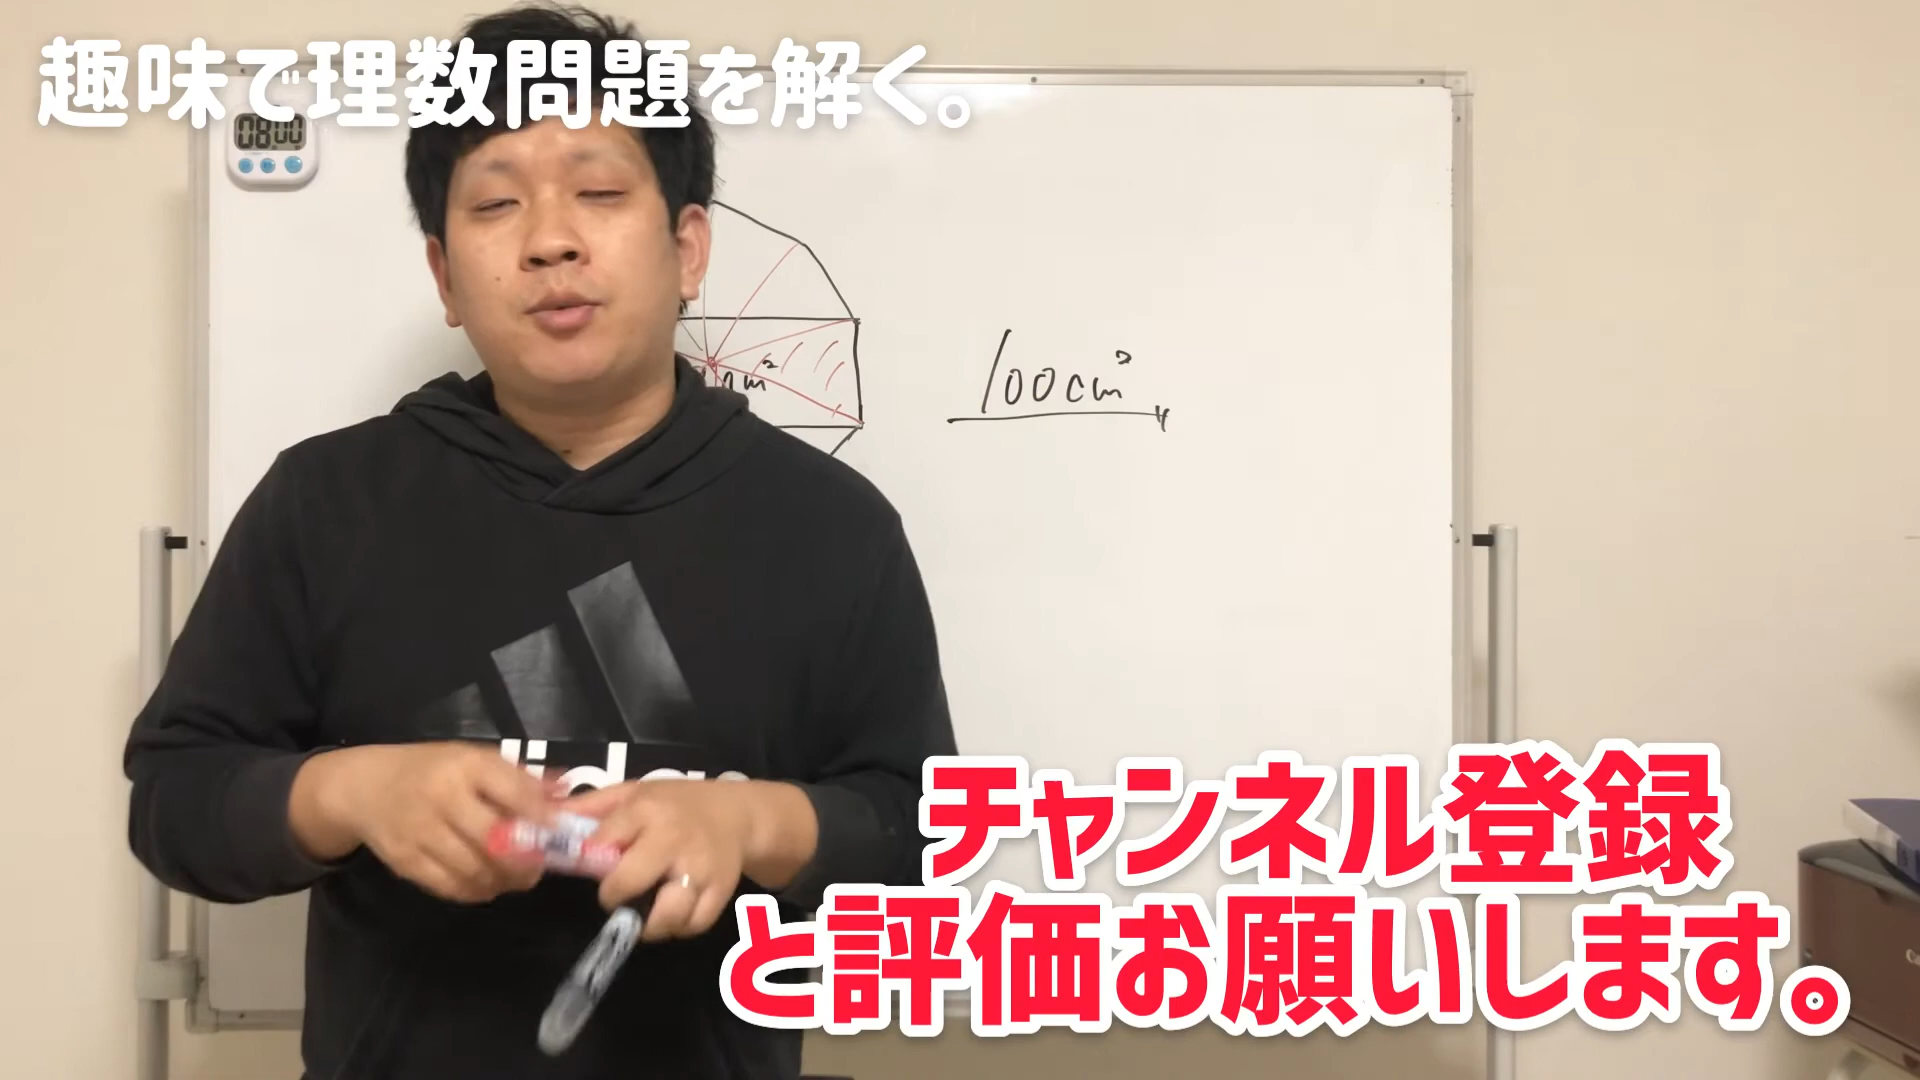 趣味で理数問題を解く。
08:00
cm²
100cm²
チャンネル登録
と評価お願いします。